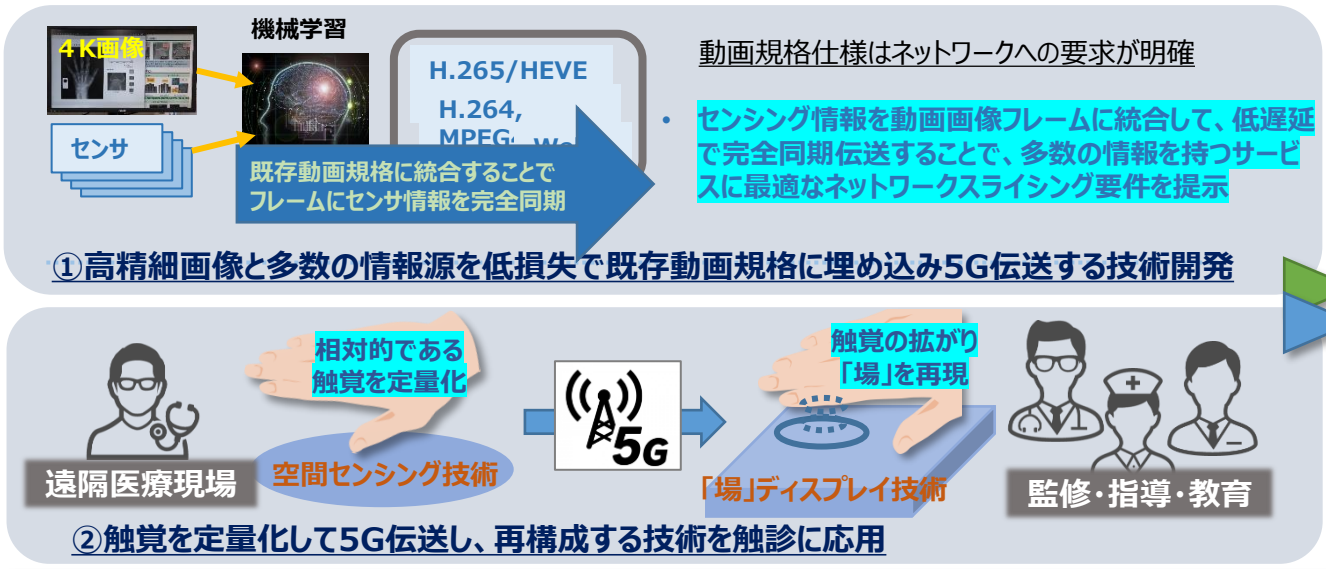 機械学習
4K画像
センサ
H.265/HEVE
H.264,
MPEG
既存動画規格に統合することで
フレームにセンサ情報を完全同期
動画規格仕様はネットワークへの要求が明確
・ センシング情報を動画画像フレームに統合して、低遅延
で完全同期伝送することで、多数の情報を持つサービ
スに最適なネットワークスライシング要件を提示
①高精細画像と多数の情報源を低損失で既存動画規格に埋め込み5G伝送する技術開発
相対的である
触覚を定量化
触覚の拡がり
「場」を再現
5G
遠隔医療現場
空間センシング技術
「場」ディスプレイ技術
監修・指導・教育
②触覚を定量化して5G伝送し、再構成する技術を触診に応用